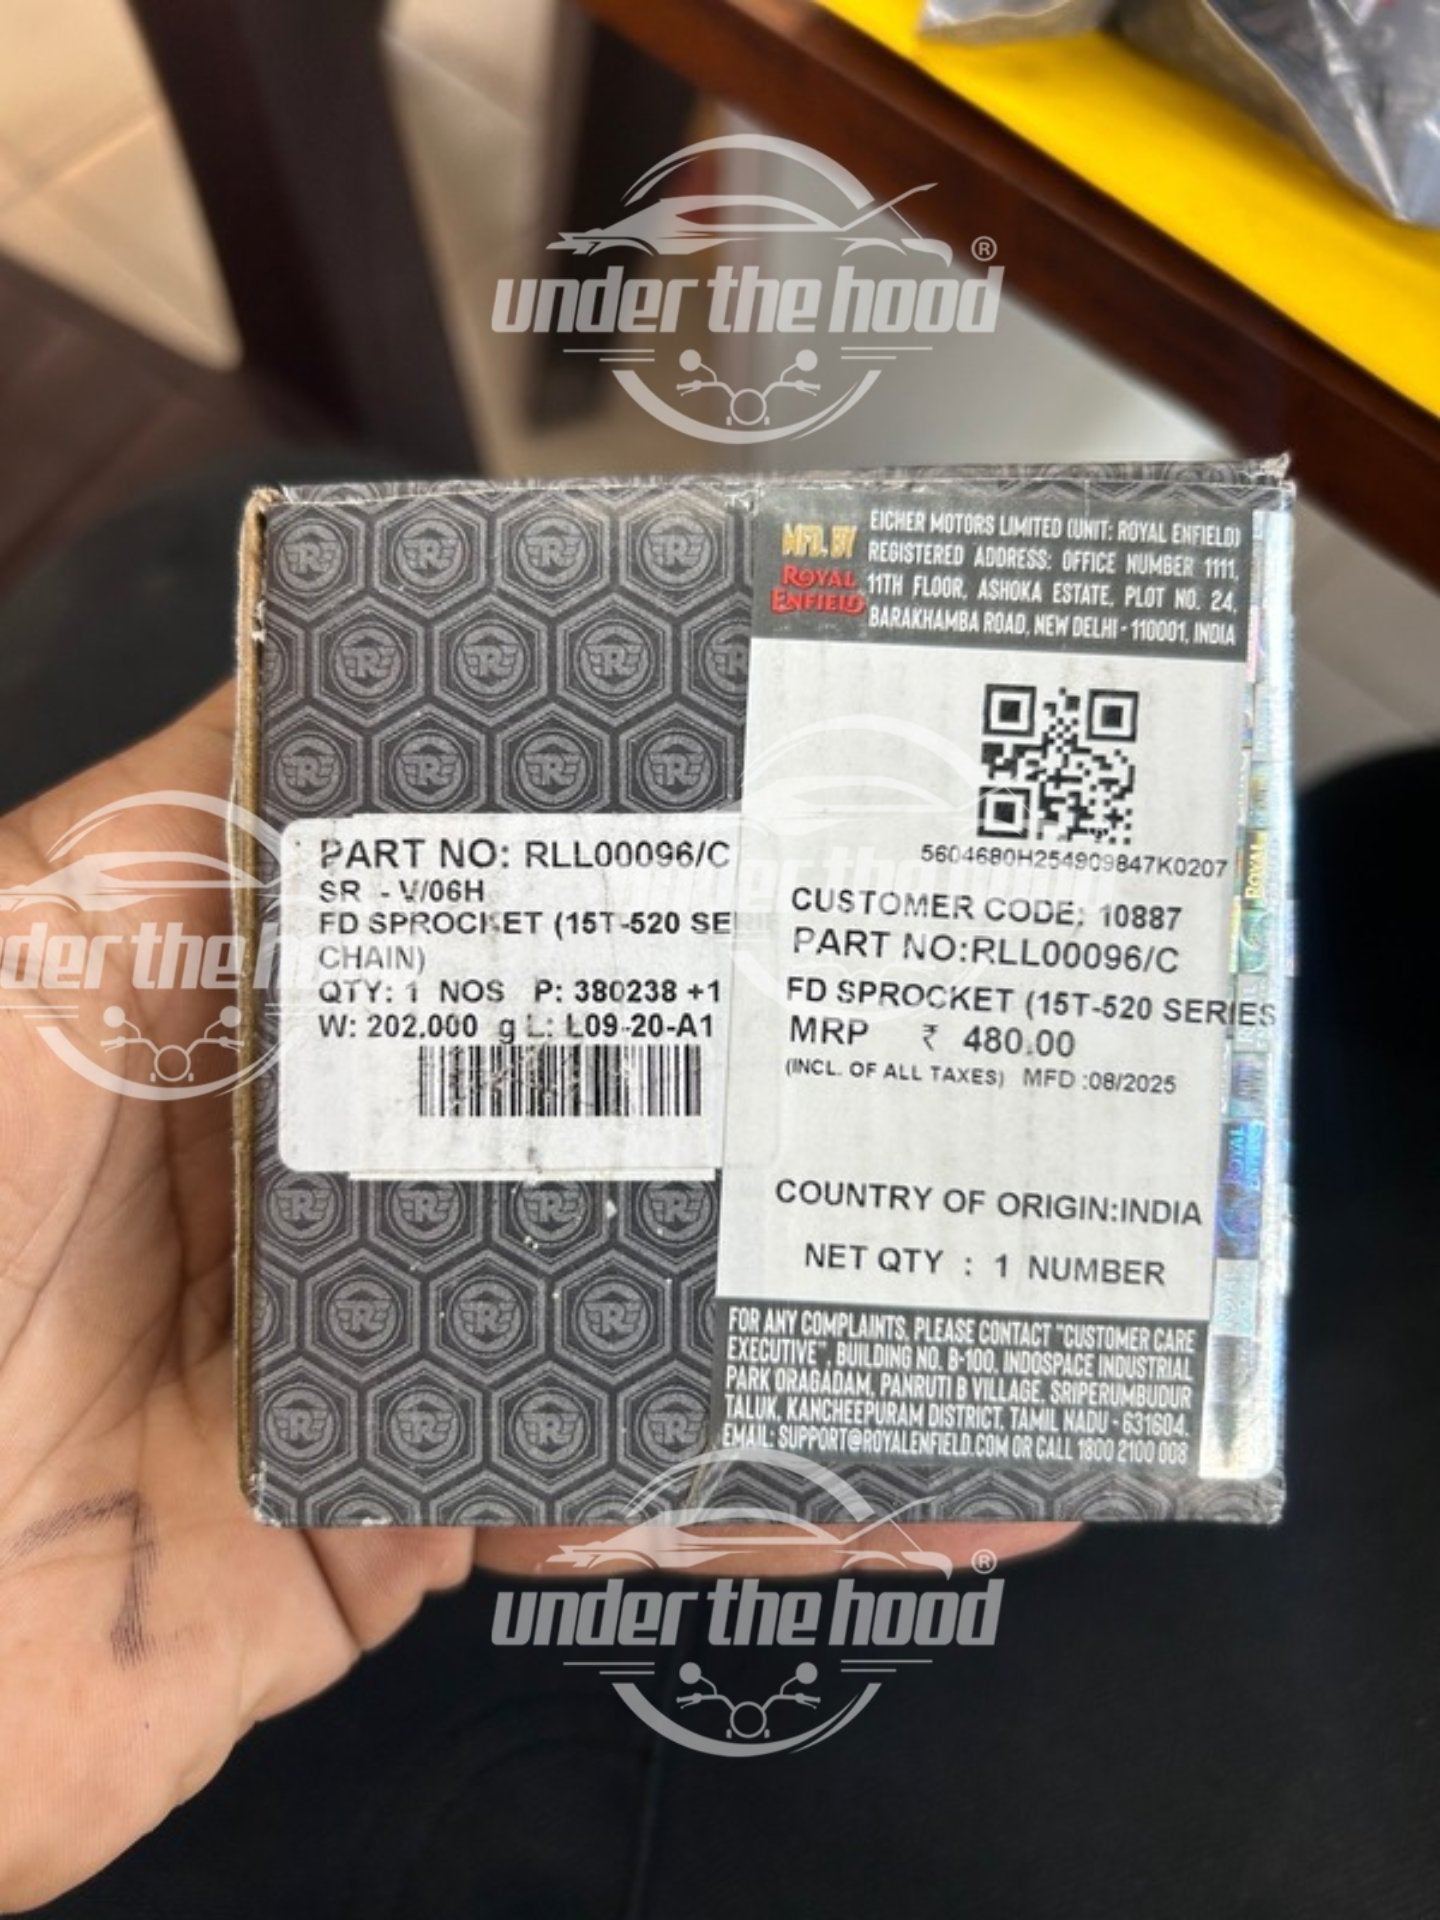 under the hood ®
MFD. BY
ROYAL
ENFIELD
EICHER MOTORS LIMITED (UNIT: ROYAL ENFIELD)
REGISTERED ADDRESS: OFFICE NUMBER 1111,
11TH FLOOR, ASHOKA ESTATE, PLOT NO. 24,
BARAKHAMBA ROAD, NEW DELHI - 110001, INDIA
5604680H254909847K0207
PART NO: RLL00096/C
SR - V/06H
FD SPROCKET (15T-520 SERIES
CHAIN)
QTY: 1 NOS P: 380238 +1
W: 202.000 g L: L09-20-A1
CUSTOMER CODE: 10887
PART NO:RLL00096/C
FD SPROCKET (15T-520 SERIES
MRP ₹ 480.00
(INCL. OF ALL TAXES) MFD :08/2025
COUNTRY OF ORIGIN:INDIA
NET QTY : 1 NUMBER
FOR ANY COMPLAINTS, PLEASE CONTACT "CUSTOMER CARE
EXECUTIVE", BUILDING NO. B-100, INDOSPACE INDUSTRIAL
PARK ORAGADAM, PANRUTI B VILLAGE, SRIPERUMBUDUR
TALUK, KANCHEEPURAM DISTRICT, TAMIL NADU - 631604.
EMAIL: SUPPORT@ROYALENFIELD.COM OR CALL 1800 2100 008
under the hood ®